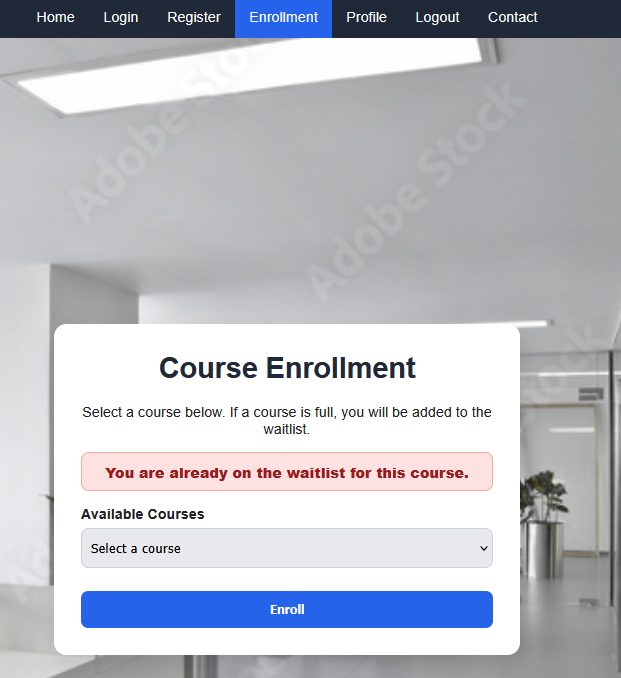 Home Login Register Enrollment Profile Logout Contact
Adobe Stock
Adobe Stock
Course Enrollment
Select a course below. If a course is full, you will be added to the
waitlist.
You are already on the waitlist for this course.
Available Courses
Select a course
Enroll